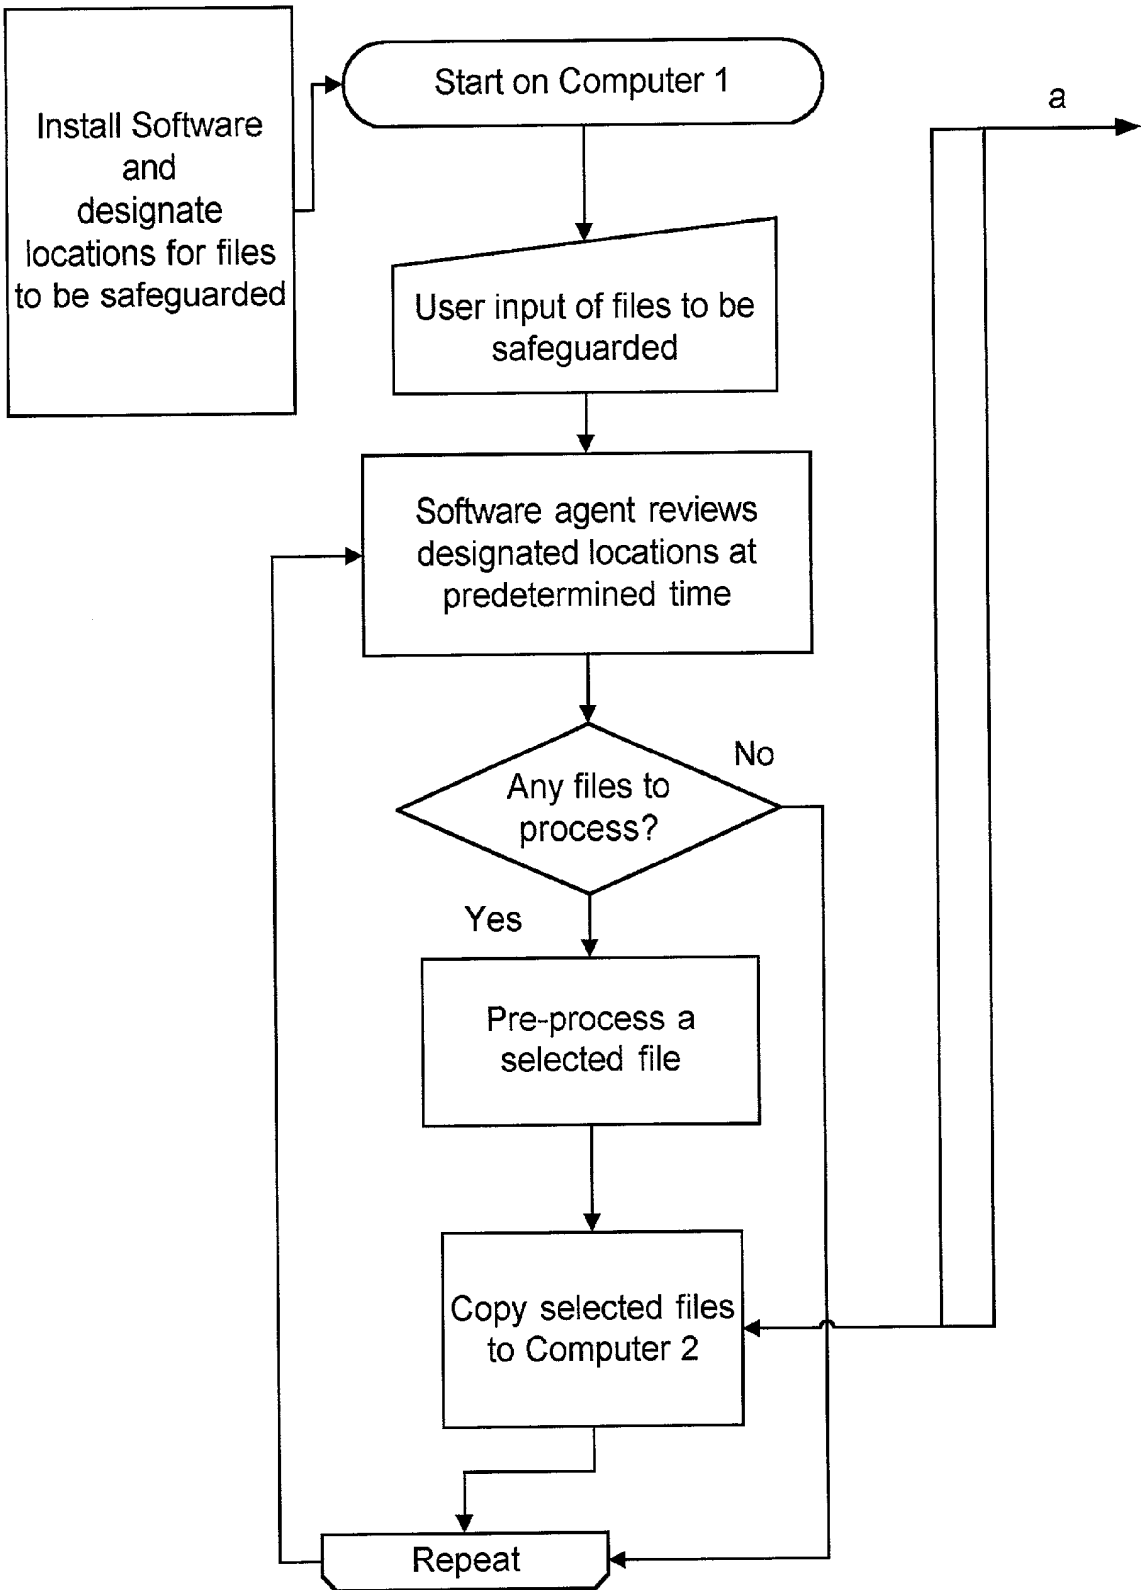 Install Software
and
designate
locations for files
to be safeguarded
Start on Computer 1
a
User input of files to be
safeguarded
Software agent reviews
designated locations at
predetermined time
Any files to
process?
No
Yes
Pre-process a
selected file
Copy selected files
to Computer 2
Repeat